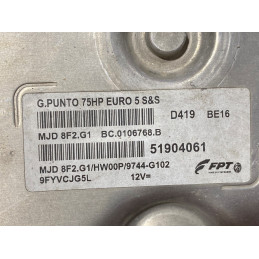 G.PUNTO 75HP EURO 5 S&S
D419 BE16
MJD 8F2.G1 BC.0106768.B
51904061
MJD 8F2.G1/HW00P/9744-G102
9FYVCJG5L 12V=
FPT